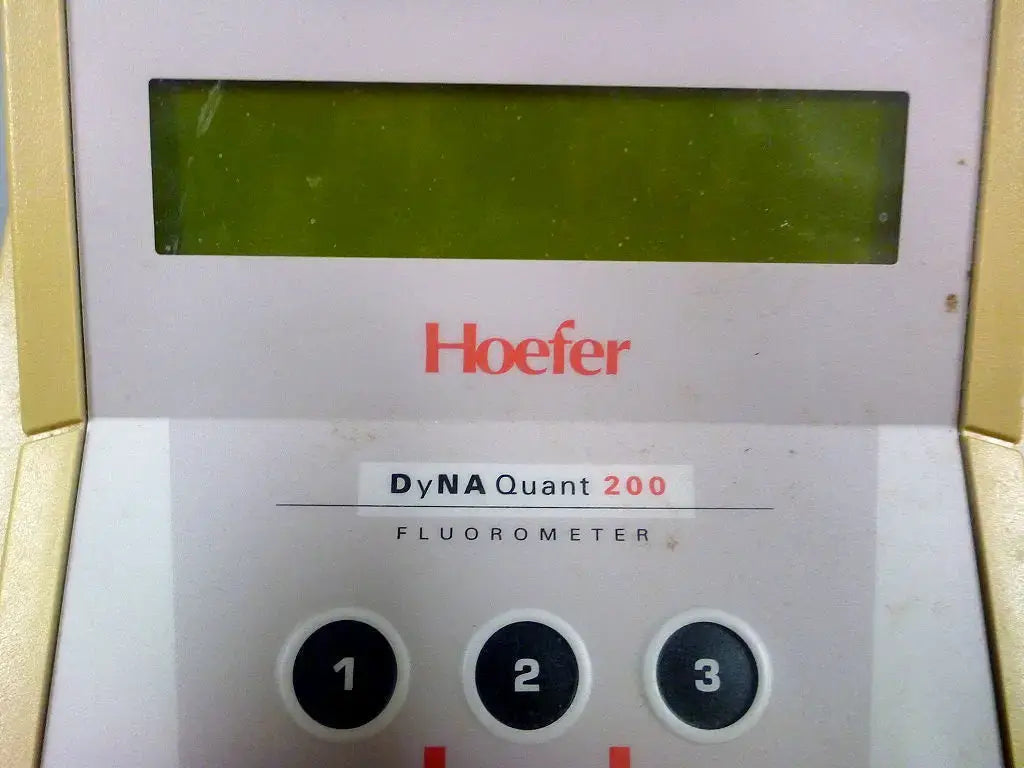 Hoefer
DyNA Quant 200
FLUOROMETER
1 2 3